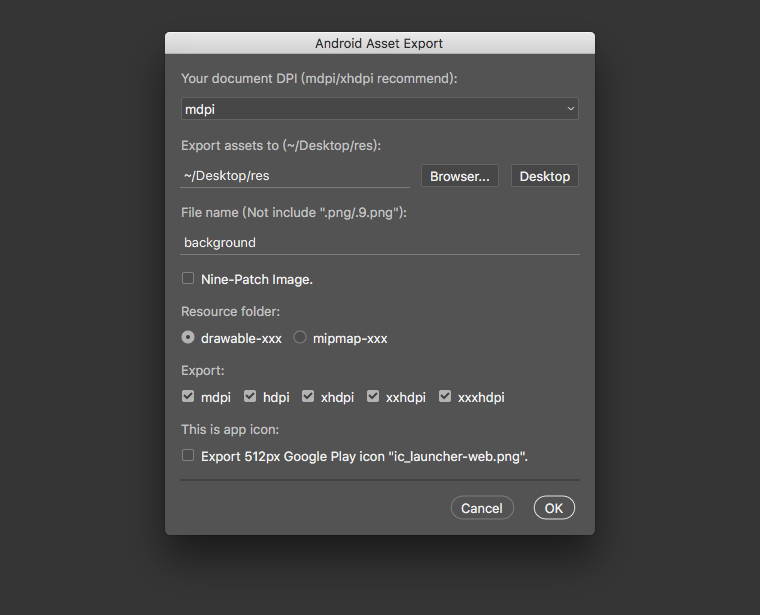 Android Asset Export
Your document DPI (mdpi/xhdpi recommend):
mdpi
Export assets to (~/Desktop/res):
~/Desktop/res Browser... Desktop
File name (Not include ".png/.9.png"):
background
Nine-Patch Image.
Resource folder:
drawable-xxx mipmap-xxx
Export:
mdpi hdpi xhdpi xxhdpi xxxhdpi
This is app icon:
Export 512px Google Play icon "ic_launcher-web.png".
Cancel OK